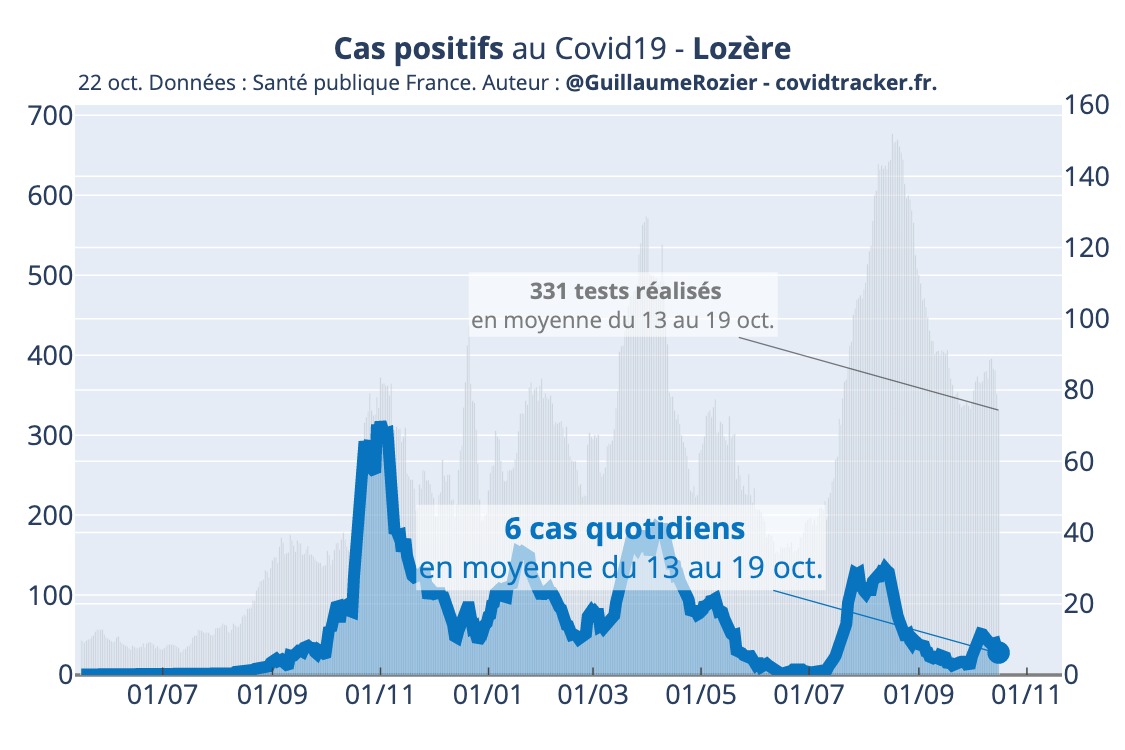 Cas positifs au Covid19 - Lozère
22 oct. Données : Santé publique France. Auteur : @GuillaumeRozier - covidtracker.fr.
700
600
500
400
300
200
100
0
160
140
120
100
80
60
40
20
0
331 tests réalisés
en moyenne du 13 au 19 oct.
6 cas quotidiens
en moyenne du 13 au 19 oct.
01/07 01/09 01/11 01/01 01/03 01/05 01/07 01/09 01/11